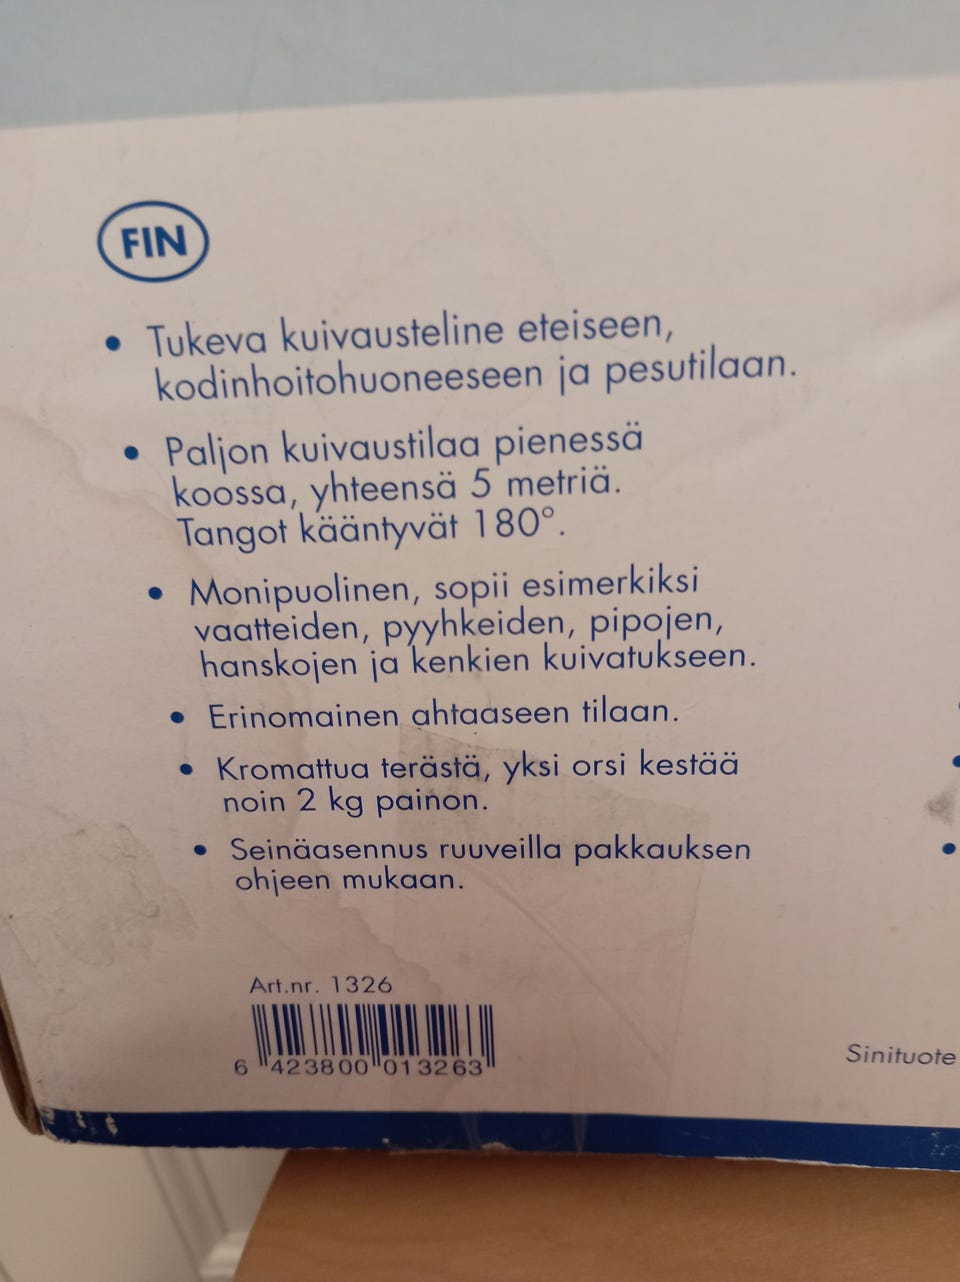 FIN
• Tukeva kuivausteline eteiseen,
kodinhoitohuoneeseen ja pesutilaan.
• Paljon kuivaustilaa pienessä
koossa, yhteensä 5 metriä.
Tangot kääntyvät 180°.
• Monipuolinen, sopii esimerkiksi
vaatteiden, pyyhkeiden, pipojen,
hanskojen ja kenkien kuivatukseen.
• Erinomainen ahtaaseen tilaan.
• Kromattua terästä, yksi orsi kestää
noin 2 kg painon.
• Seinäasennus ruuveilla pakkauksen
ohjeen mukaan.
Art.nr. 1326
6 423800 013263
Sinituote